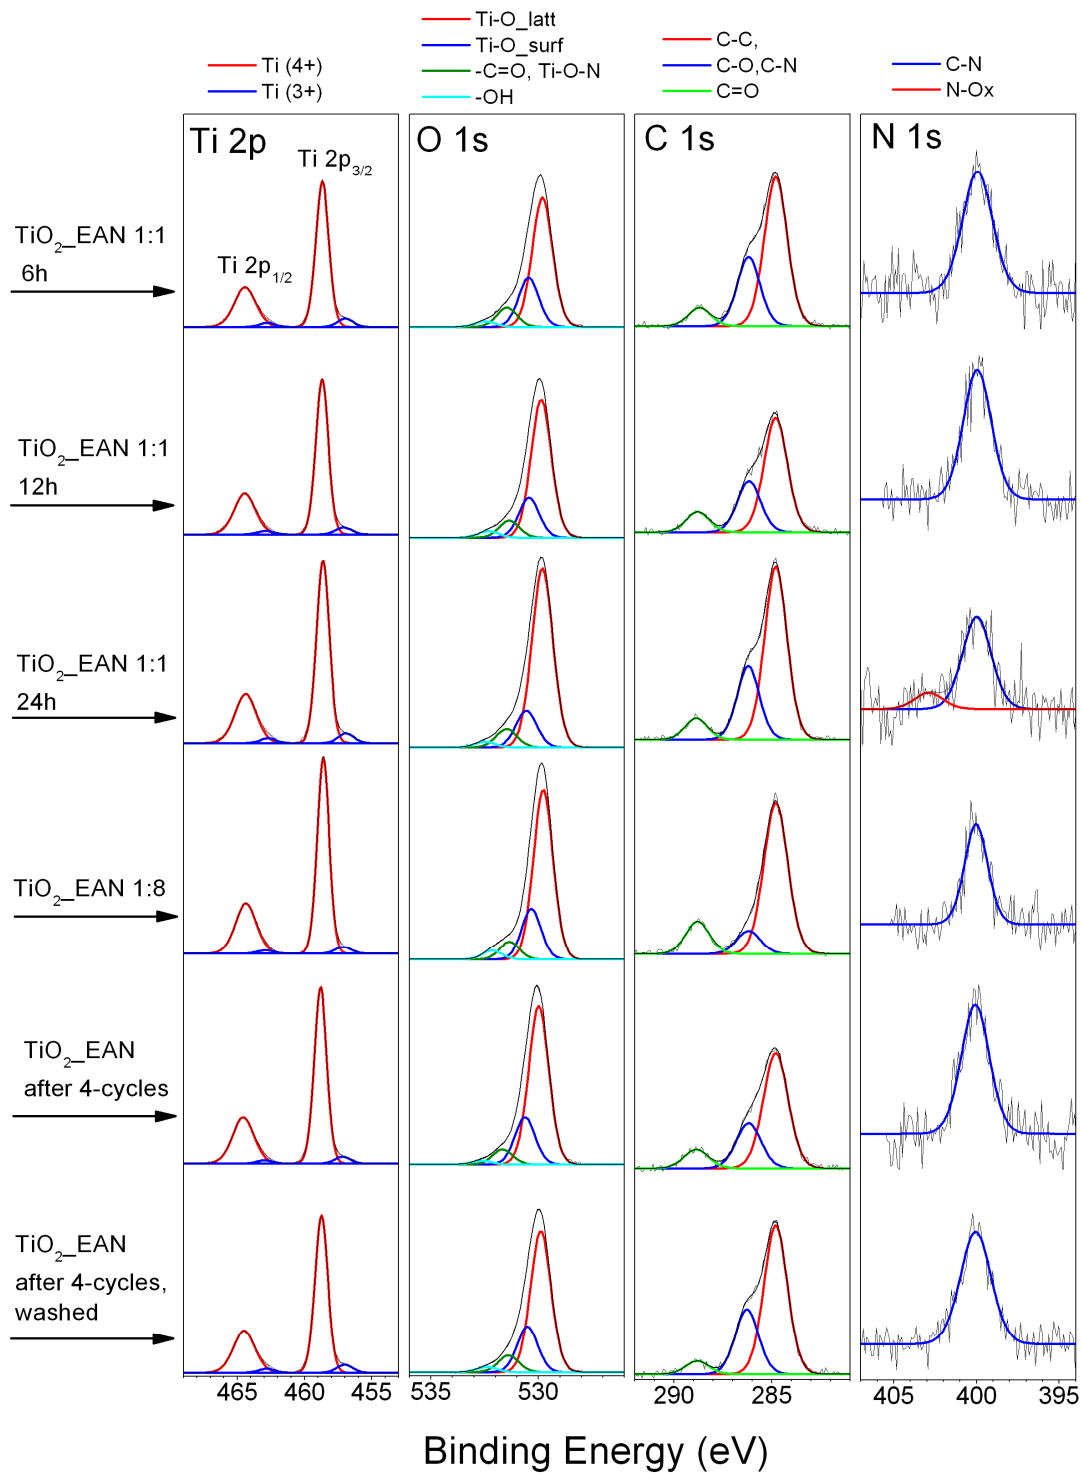 Ti (4+)
Ti (3+)
Ti-O_latt
Ti-O_surf
-C=O, Ti-O-N
-OH
C-C,
C-O,C-N
C=O
C-N
N-Ox
Ti 2p
O 1s
C 1s
N 1s
Ti 2p3/2
Ti 2p1/2
TiO2_EAN 1:1
6h
TiO2_EAN 1:1
12h
TiO2_EAN 1:1
24h
TiO2_EAN 1:8
TiO2_EAN
after 4-cycles
TiO2_EAN
after 4-cycles,
washed
465 460 455
535 530
290 285
405 400 395
Binding Energy (eV)